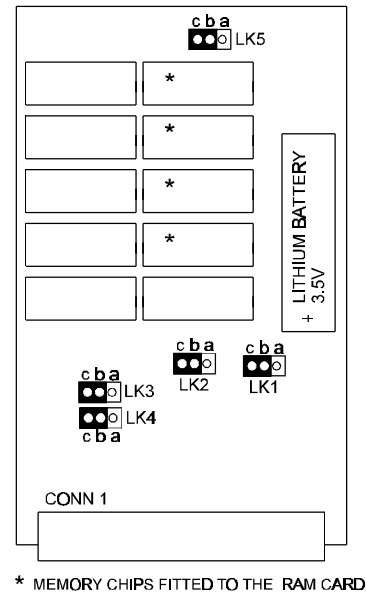 c b a
LK5
*
*
*
*
+ LITHIUM BATTERY
3.5V
c b a
LK2
c b a
LK1
c b a
LK3
LK4
c b a
CONN 1
* MEMORY CHIPS FITTED TO THE RAM CARD